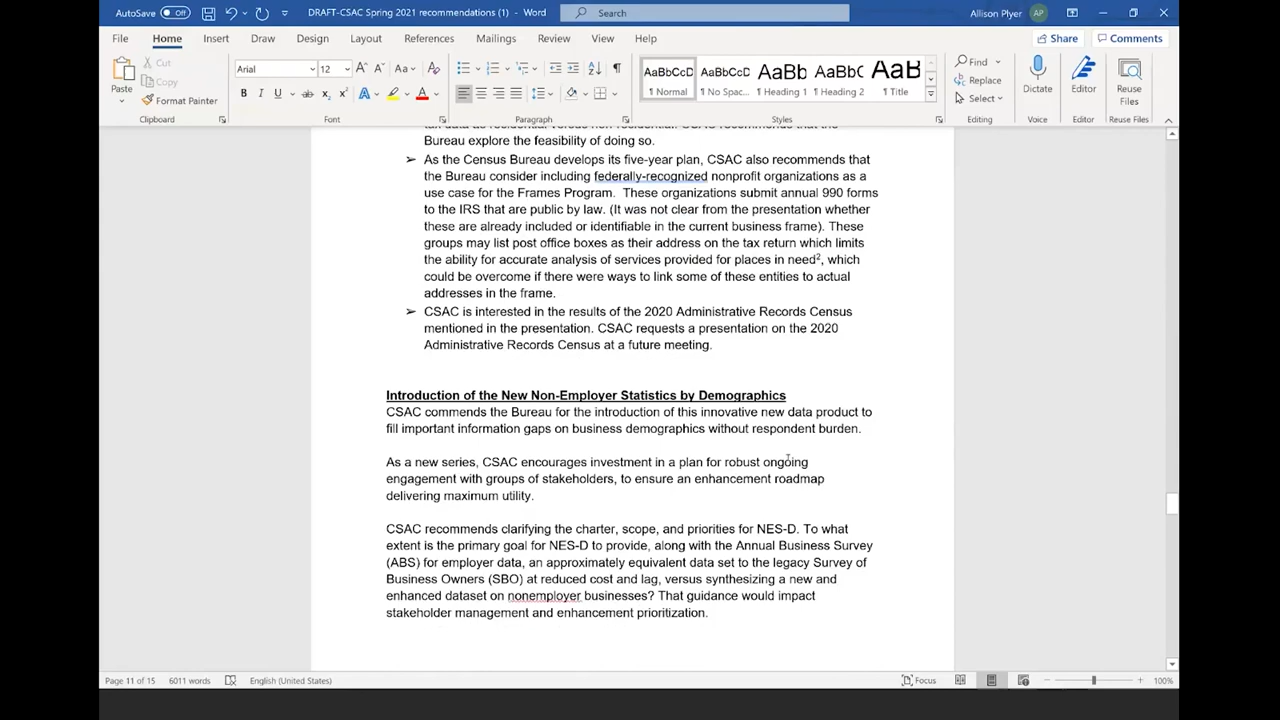 AutoSave Off DRAFT-CSAC Spring 2021 recommendations (1) - Word Search Allison Plyer AP
File Home Insert Draw Design Layout References Mailings Review View Help Share Comments
Paste
Cut
Copy
Format Painter
Clipboard
Arial 12
Font
Paragraph
AaBbCcD AaBbCcD AaBb AaBbC AaB
¶ Normal ¶ No Spac... ¶ Heading 1 ¶ Heading 2 ¶ Title
Styles
Find
Replace
Select
Editing
Dictate
Voice
Editor
Editor
Reuse Files
Reuse Files
Bureau explore the feasibility of doing so.
➢ As the Census Bureau develops its five-year plan, CSAC also recommends that
the Bureau consider including federally-recognized nonprofit organizations as a
use case for the Frames Program. These organizations submit annual 990 forms
to the IRS that are public by law. (It was not clear from the presentation whether
these are already included or identifiable in the current business frame). These
groups may list post office boxes as their address on the tax return which limits
the ability for accurate analysis of services provided for places in need², which
could be overcome if there were ways to link some of these entities to actual
addresses in the frame.
➢ CSAC is interested in the results of the 2020 Administrative Records Census
mentioned in the presentation. CSAC requests a presentation on the 2020
Administrative Records Census at a future meeting.
Introduction of the New Non-Employer Statistics by Demographics
CSAC commends the Bureau for the introduction of this innovative new data product to
fill important information gaps on business demographics without respondent burden.
As a new series, CSAC encourages investment in a plan for robust ongoing
engagement with groups of stakeholders, to ensure an enhancement roadmap
delivering maximum utility.
CSAC recommends clarifying the charter, scope, and priorities for NES-D. To what
extent is the primary goal for NES-D to provide, along with the Annual Business Survey
(ABS) for employer data, an approximately equivalent data set to the legacy Survey of
Business Owners (SBO) at reduced cost and lag, versus synthesizing a new and
enhanced dataset on nonemployer businesses? That guidance would impact
stakeholder management and enhancement prioritization.
Page 11 of 15 6011 words English (United States) Focus 100%